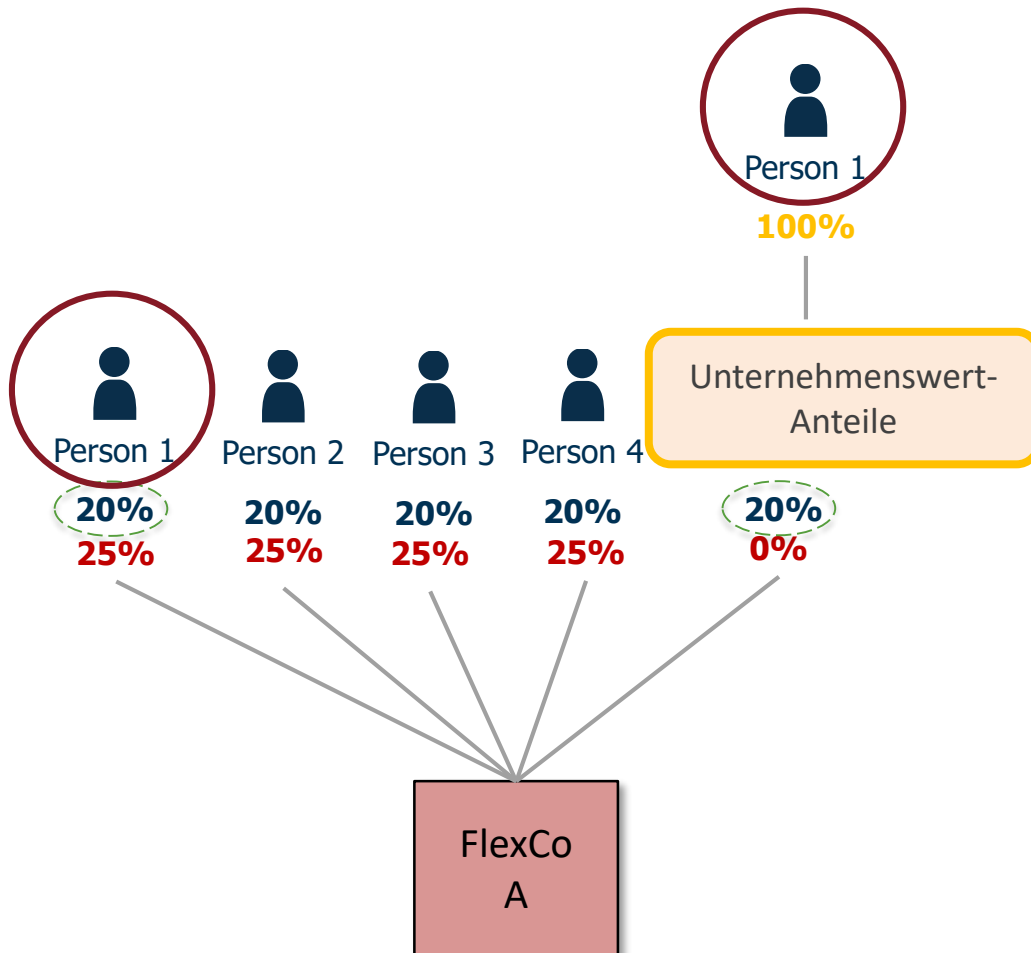 Person 1
100%
Unternehmenswert-
Anteile
Person 1
Person 2
Person 3
Person 4
20%
20%
20%
20%
20%
25%
25%
25%
25%
0%
FlexCo
A